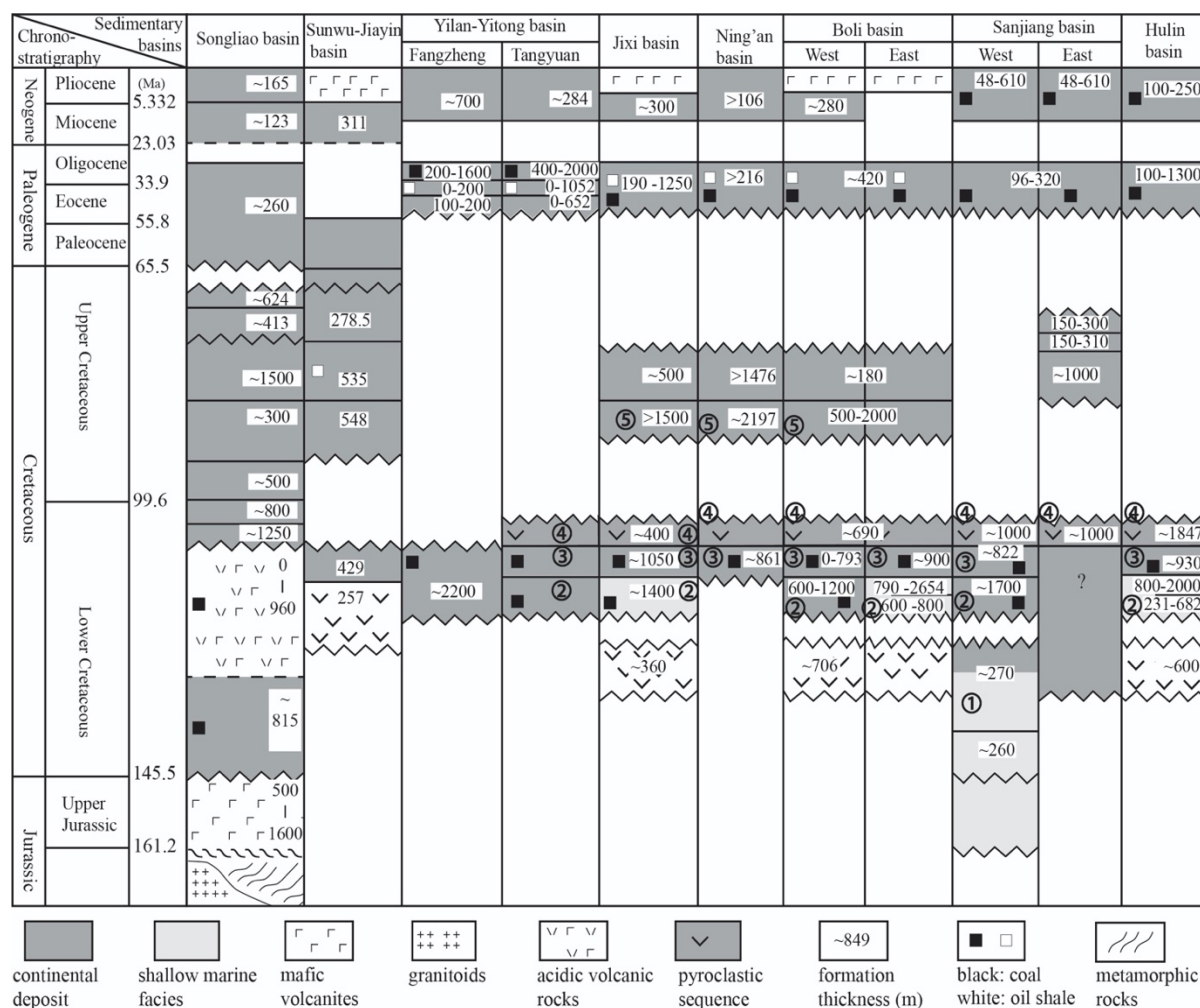 Sedimentary basins
Chrono-stratigraphy
Songliao basin
Sunwu-Jiayin basin
Yilan-Yitong basin
Fangzheng
Tangyuan
Jixi basin
Ning'an basin
Boli basin
West
East
Sanjiang basin
West
East
Hulin basin
Neogene
Pliocene
(Ma)
5.332
~165
~700
~284
~300
>106
~280
48-610
48-610
100-250
Miocene
~123
311
23.03
Paleogene
Oligocene
33.9
200-1600
400-2000
190 -1250
>216
~420
96-320
100-1300
0-200
0-1052
Eocene
~260
100-200
0-652
55.8
Paleocene
65.5
Cretaceous
Upper Cretaceous
~624
~413
278.5
150-300
150-310
~1500
535
~500
>1476
~180
~1000
~300
548
⑤ >1500
⑤ ~2197
⑤ 500-2000
~500
99.6
~800
④
④
④
④
④
~1250
④
~400 ④
~690
~1000
~1000
~1847
Lower Cretaceous
0
|
960
429
③
~1050 ③
③ ~861
③ 0-793
③ ~900
~822
③
③ ~930
257
~2200
②
~1400 ②
600-1200
②
790 -2654
② 600 -800
~1700
②
?
800-2000
② 231-682
~360
~706
~270
~600
①
~
815
~260
145.5
Jurassic
Upper Jurassic
500
|
1600
161.2
continental deposit
shallow marine facies
mafic volcanites
granitoids
acidic volcanic rocks
pyroclastic sequence
~849
formation thickness (m)
black: coal
white: oil shale
metamorphic rocks